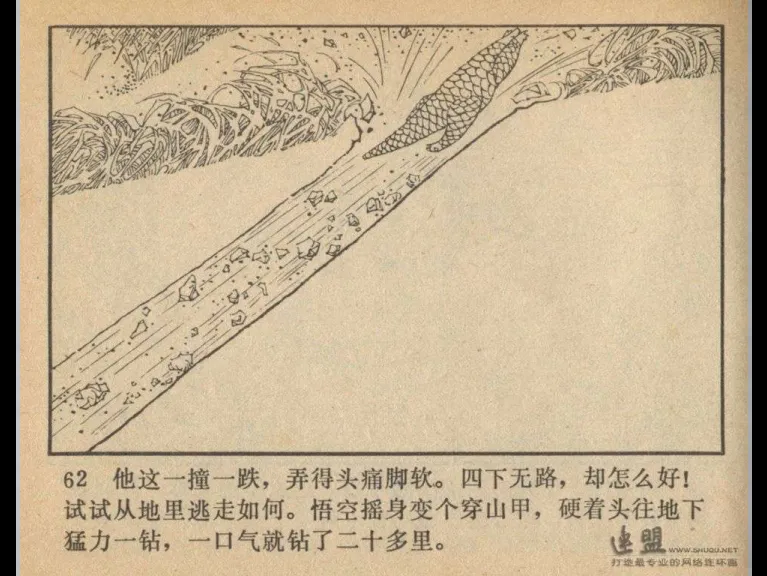 62 他这一撞一跌，弄得头痛脚软。四下无路，却怎么好！
试试从地里逃走如何。悟空摇身变个穿山甲，硬着头往地下
猛力一钻，一口气就钻了二十多里。
连盟 WWW.SHUQU.NET
打造最专业的网络连环画